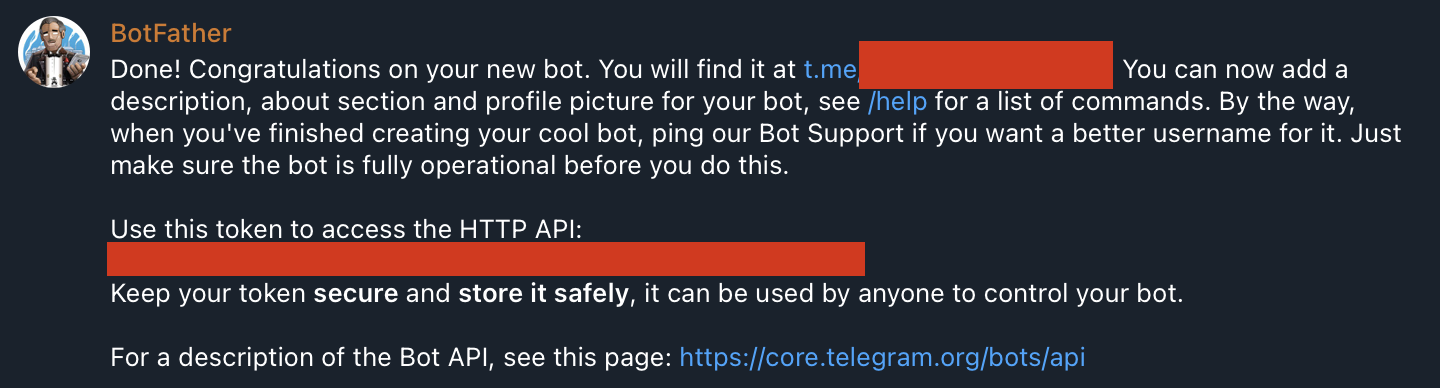 BotFather
Done! Congratulations on your new bot. You will find it at t.me/ You can now add a
description, about section and profile picture for your bot, see /help for a list of commands. By the way,
when you've finished creating your cool bot, ping our Bot Support if you want a better username for it. Just
make sure the bot is fully operational before you do this.
Use this token to access the HTTP API:
Keep your token secure and store it safely, it can be used by anyone to control your bot.
For a description of the Bot API, see this page: https://core.telegram.org/bots/api